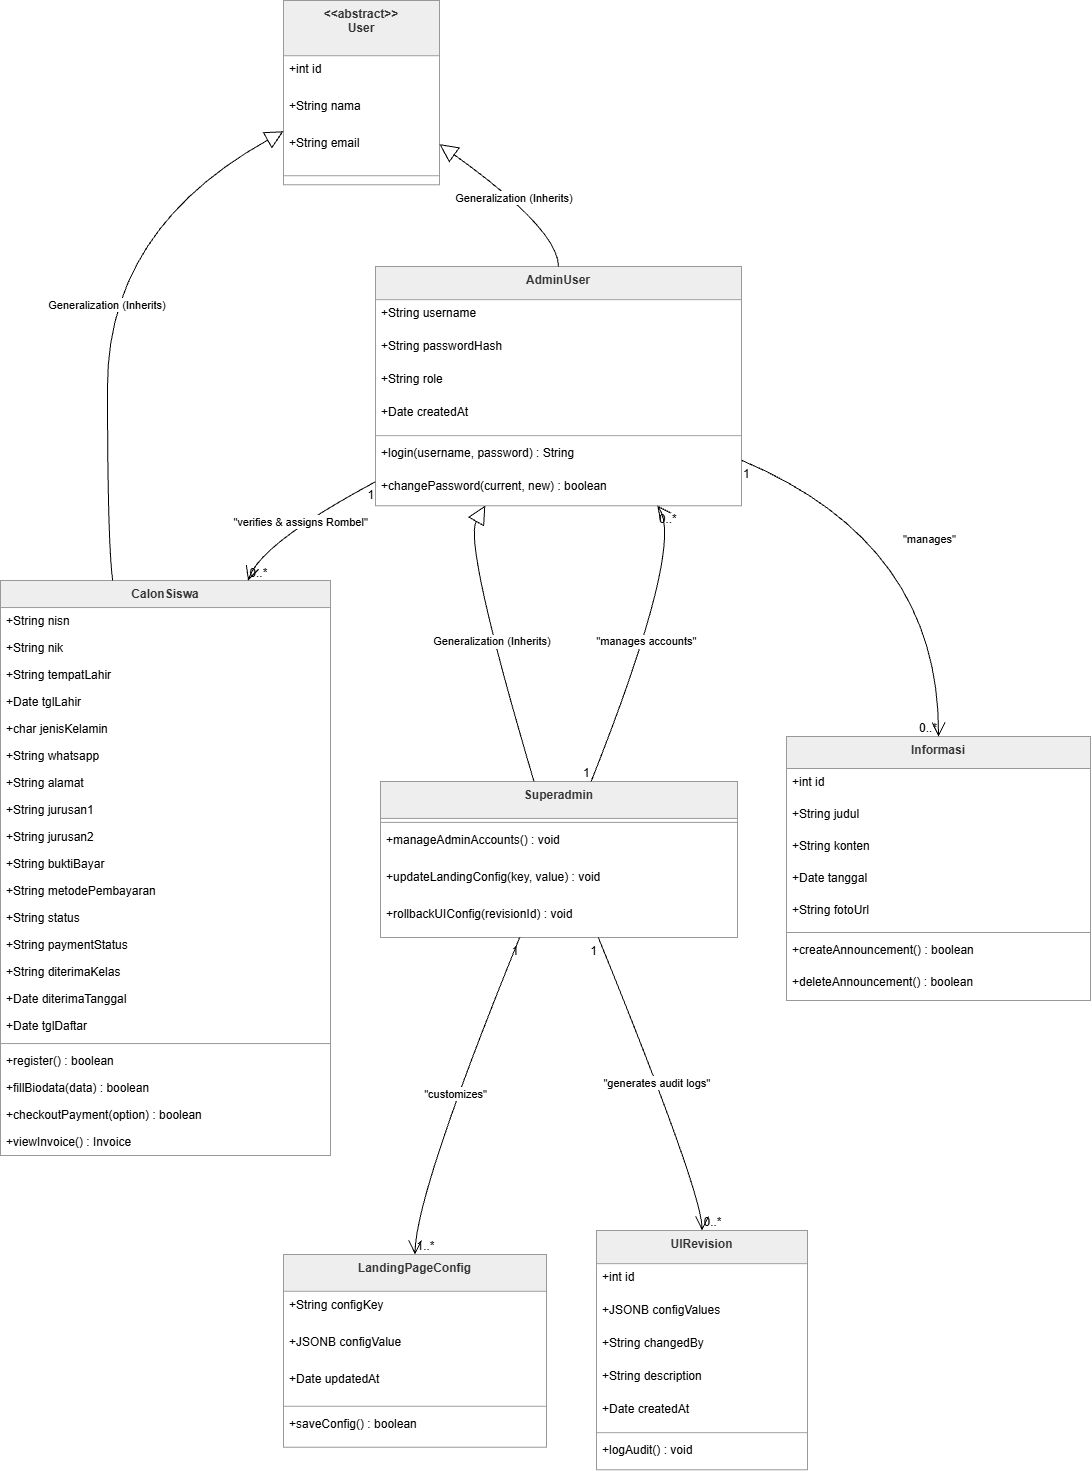 <<abstract>>
User
+int id
+String nama
+String email
Generalization (Inherits)
Generalization (Inherits)
AdminUser
+String username
+String passwordHash
+String role
+Date createdAt
+login(username, password) : String
+changePassword(current, new) : boolean
1
"verifies & assigns Rombel"
0..*
0..*
1
"manages"
0..*
Generalization (Inherits)
"manages accounts"
1
CalonSiswa
+String nisn
+String nik
+String tempatLahir
+Date tglLahir
+char jenisKelamin
+String whatsapp
+String alamat
+String jurusan1
+String jurusan2
+String buktiBayar
+String metodePembayaran
+String status
+String paymentStatus
+String diterimaKelas
+Date diterimaTanggal
+Date tglDaftar
+register() : boolean
+fillBiodata(data) : boolean
+checkoutPayment(option) : boolean
+viewInvoice() : Invoice
Superadmin
+manageAdminAccounts() : void
+updateLandingConfig(key, value) : void
+rollbackUIConfig(revisionId) : void
Informasi
+int id
+String judul
+String konten
+Date tanggal
+String fotoUrl
+createAnnouncement() : boolean
+deleteAnnouncement() : boolean
1
1
"customizes"
"generates audit logs"
1..*
0..*
LandingPageConfig
+String configKey
+JSONB configValue
+Date updatedAt
+saveConfig() : boolean
UIRevision
+int id
+JSONB configValues
+String changedBy
+String description
+Date createdAt
+logAudit() : void